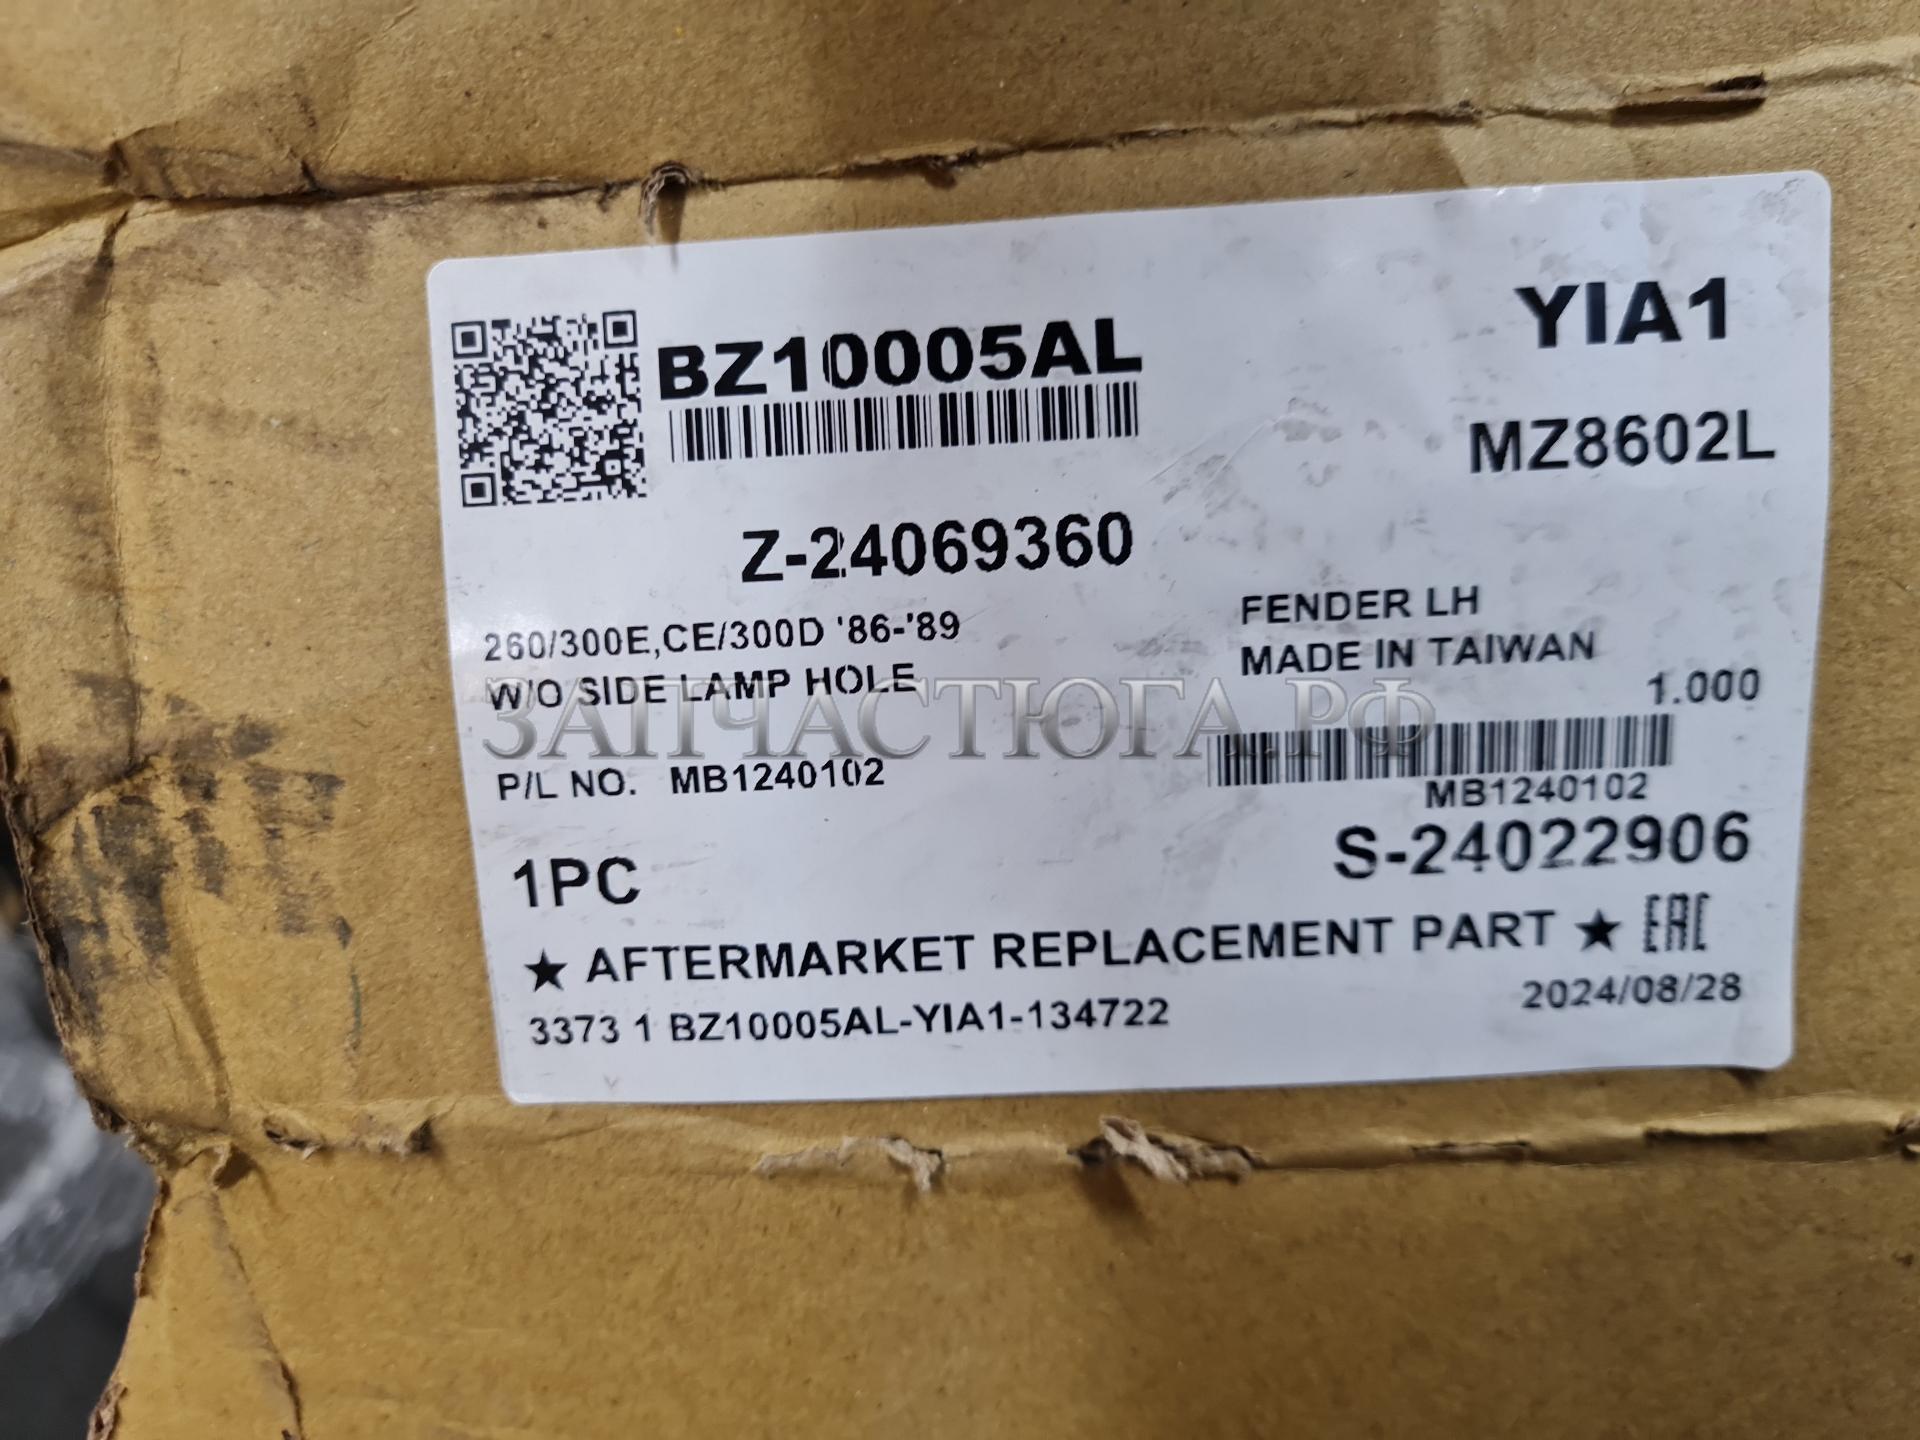 BZ10005AL
YIA1
MZ8602L
Z-24069360
260/300E,CE/300D '86-'89
W/O SIDE LAMP HOLE
FENDER LH
MADE IN TAIWAN
1.000
ЗАПЧАСТЮГА.РФ
P/L NO. MB1240102
MB1240102
1PC
S-24022906
★ AFTERMARKET REPLACEMENT PART ★ EAC
3373 1 BZ10005AL-YIA1-134722
2024/08/28